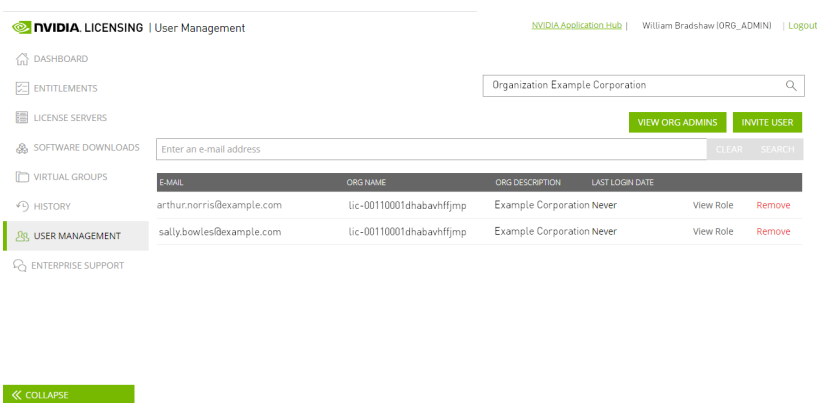 NVIDIA. LICENSING | User Management
NVIDIA Application Hub | William Bradshaw (ORG_ADMIN) | Logout
DASHBOARD
ENTITLEMENTS
LICENSE SERVERS
SOFTWARE DOWNLOADS
VIRTUAL GROUPS
HISTORY
USER MANAGEMENT
ENTERPRISE SUPPORT
Organization Example Corporation
VIEW ORG ADMINS INVITE USER
Enter an e-mail address CLEAR SEARCH
E-MAIL ORG NAME ORG DESCRIPTION LAST LOGIN DATE
arthur.norris@example.com lic-00110001dhabavhffjmp Example Corporation Never View Role Remove
sally.bowles@example.com lic-00110001dhabavhffjmp Example Corporation Never View Role Remove
COLLAPSE